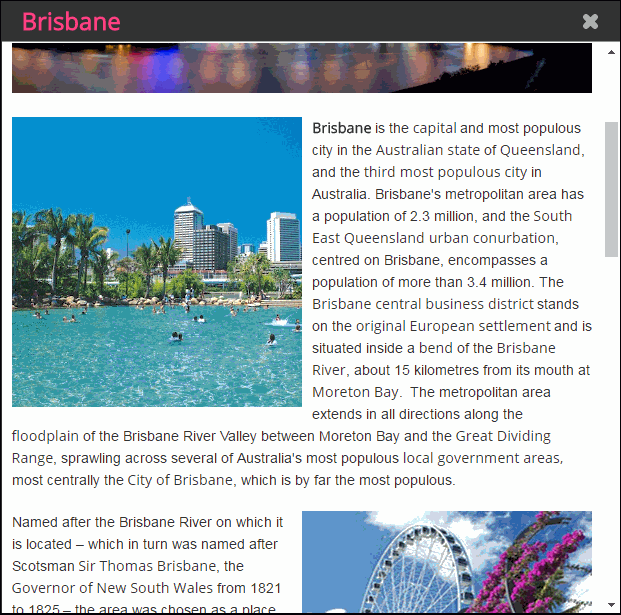 Brisbane
Brisbane is the capital and most populous
city in the Australian state of Queensland,
and the third most populous city in
Australia. Brisbane's metropolitan area has
a population of 2.3 million, and the South
East Queensland urban conurbation,
centred on Brisbane, encompasses a
population of more than 3.4 million. The
Brisbane central business district stands
on the original European settlement and is
situated inside a bend of the Brisbane
River, about 15 kilometres from its mouth at
Moreton Bay.  The metropolitan area
extends in all directions along the
floodplain of the Brisbane River Valley between Moreton Bay and the Great Dividing
Range, sprawling across several of Australia's most populous local government areas,
most centrally the City of Brisbane, which is by far the most populous.
Named after the Brisbane River on which it
is located – which in turn was named after
Scotsman Sir Thomas Brisbane, the
Governor of New South Wales from 1821
to 1825 – the area was chosen as a place